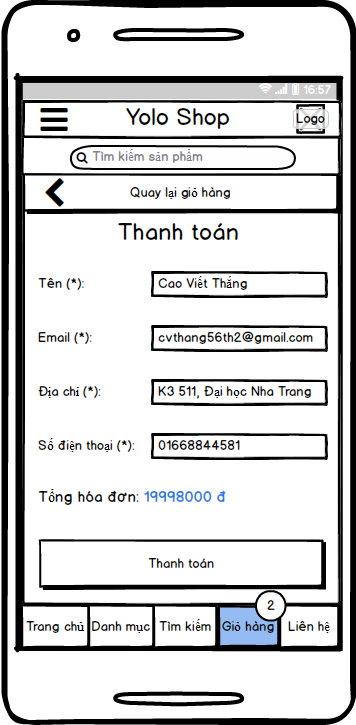 16:57
Yolo Shop
Logo
Tìm kiếm sản phẩm
Quay lại giỏ hàng
Thanh toán
Tên (*): Cao Viết Thắng
Email (*): cvthang56th2@gmail.com
Địa chỉ (*): K3 511, Đại học Nha Trang
Số điện thoại (*): 01668844581
Tổng hóa đơn: 19998000 đ
Thanh toán
2
Trang chủ Danh mục Tìm kiếm Giỏ hàng Liên hệ